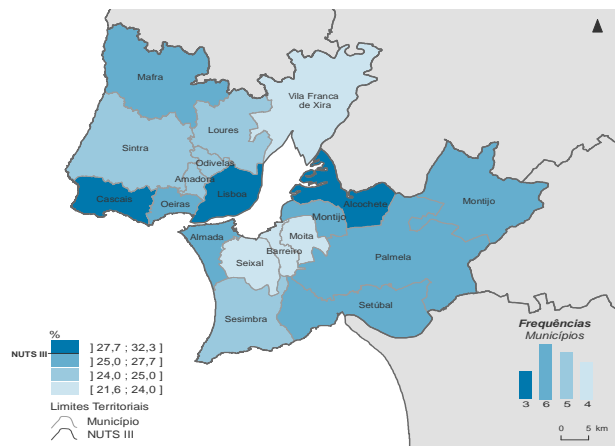 Mafra
Vila Franca
de Xira
Loures
Sintra
Odivelas
Amadora
Cascais
Lisboa
Oeiras
Alcochete
Montijo
Montijo
Almada
Moita
Barreiro
Seixal
Palmela
Setúbal
Sesimbra
%
NUTS III
] 27,7 ; 32,3 ]
] 25,0 ; 27,7 ]
] 24,0 ; 25,0 ]
[ 21,6 ; 24,0 ]
Limites Territoriais
Município
NUTS III
Frequências
Municípios
3 6 5 4
0 5 km